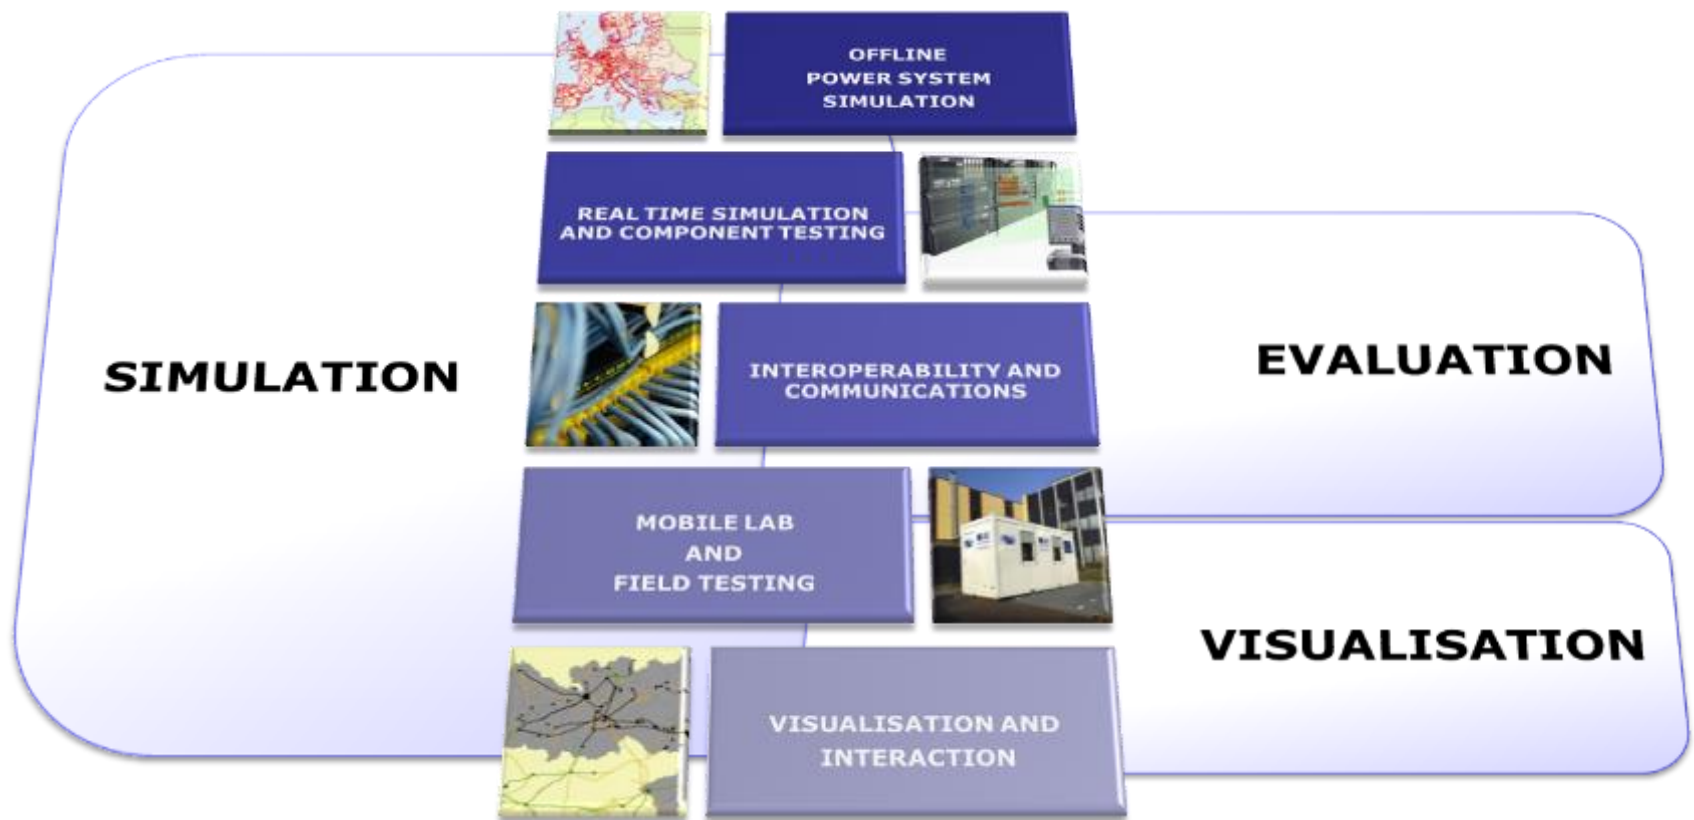 OFFLINE
POWER SYSTEM
SIMULATION
REAL TIME SIMULATION
AND COMPONENT TESTING
SIMULATION
EVALUATION
INTEROPERABILITY AND
COMMUNICATIONS
MOBILE LAB
AND
FIELD TESTING
VISUALISATION
VISUALISATION AND
INTERACTION